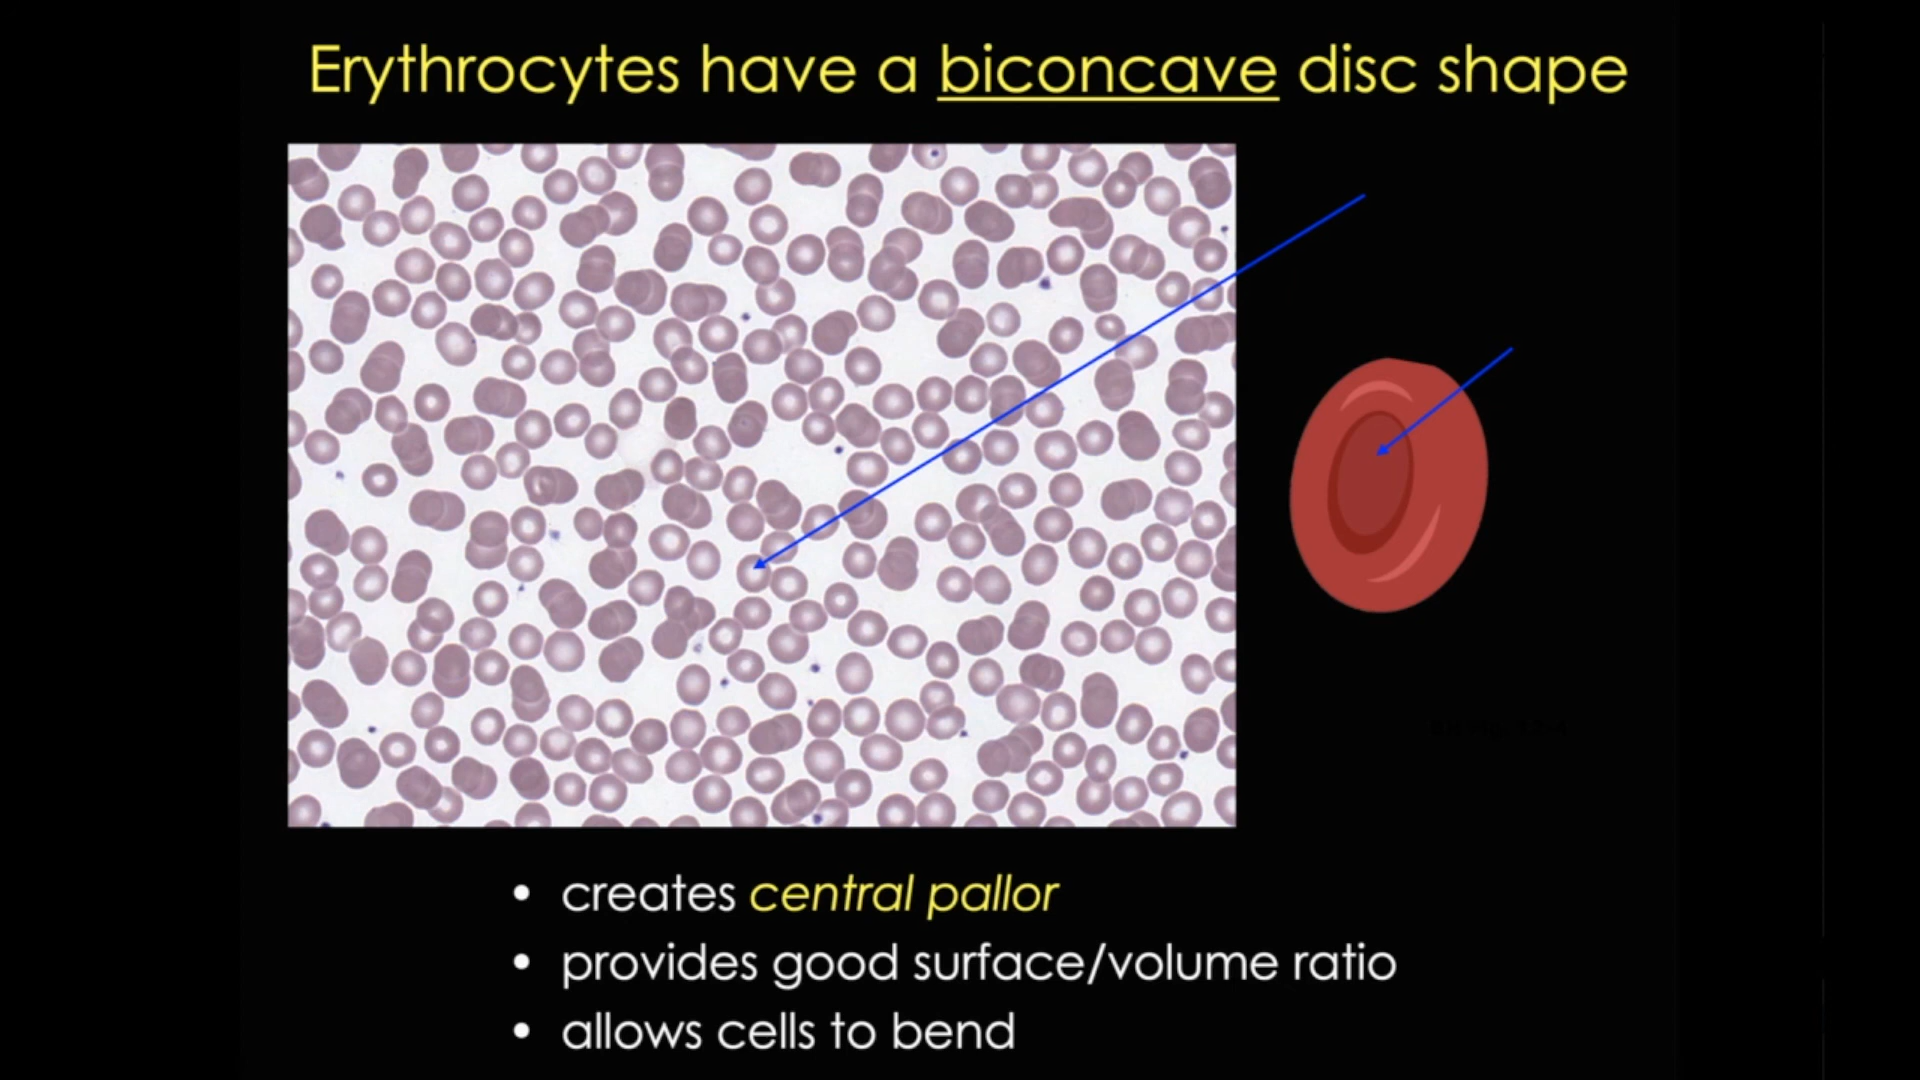 Erythrocytes have a biconcave disc shape
• creates central pallor
• provides good surface/volume ratio
• allows cells to bend